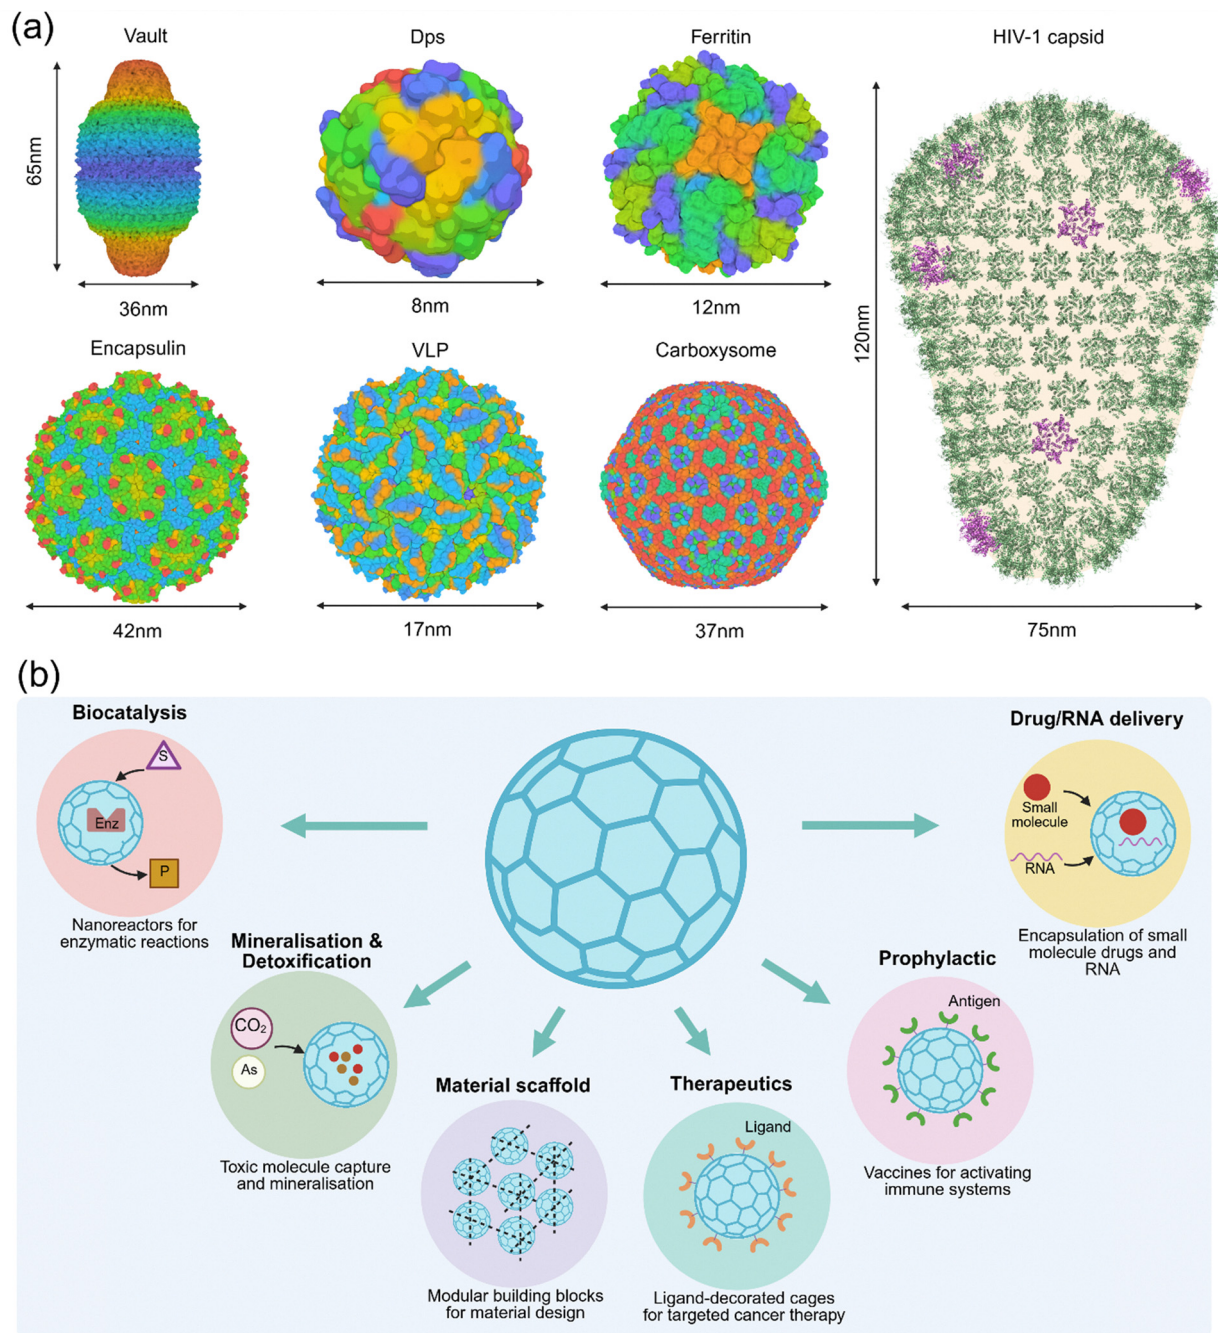 (a)
Vault
Dps
Ferritin
HIV-1 capsid
65nm
36nm
8nm
12nm
120nm
Encapsulin
VLP
Carboxysome
42nm
17nm
37nm
75nm
(b)
Biocatalysis
S
Enz
P
Nanoreactors for
enzymatic reactions
Drug/RNA delivery
Small
molecule
RNA
Encapsulation of small
molecule drugs and
RNA
Mineralisation &
Detoxification
CO₂
As
Toxic molecule capture
and mineralisation
Prophylactic
Antigen
Vaccines for activating
immune systems
Material scaffold
Modular building blocks
for material design
Therapeutics
Ligand
Ligand-decorated cages
for targeted cancer therapy